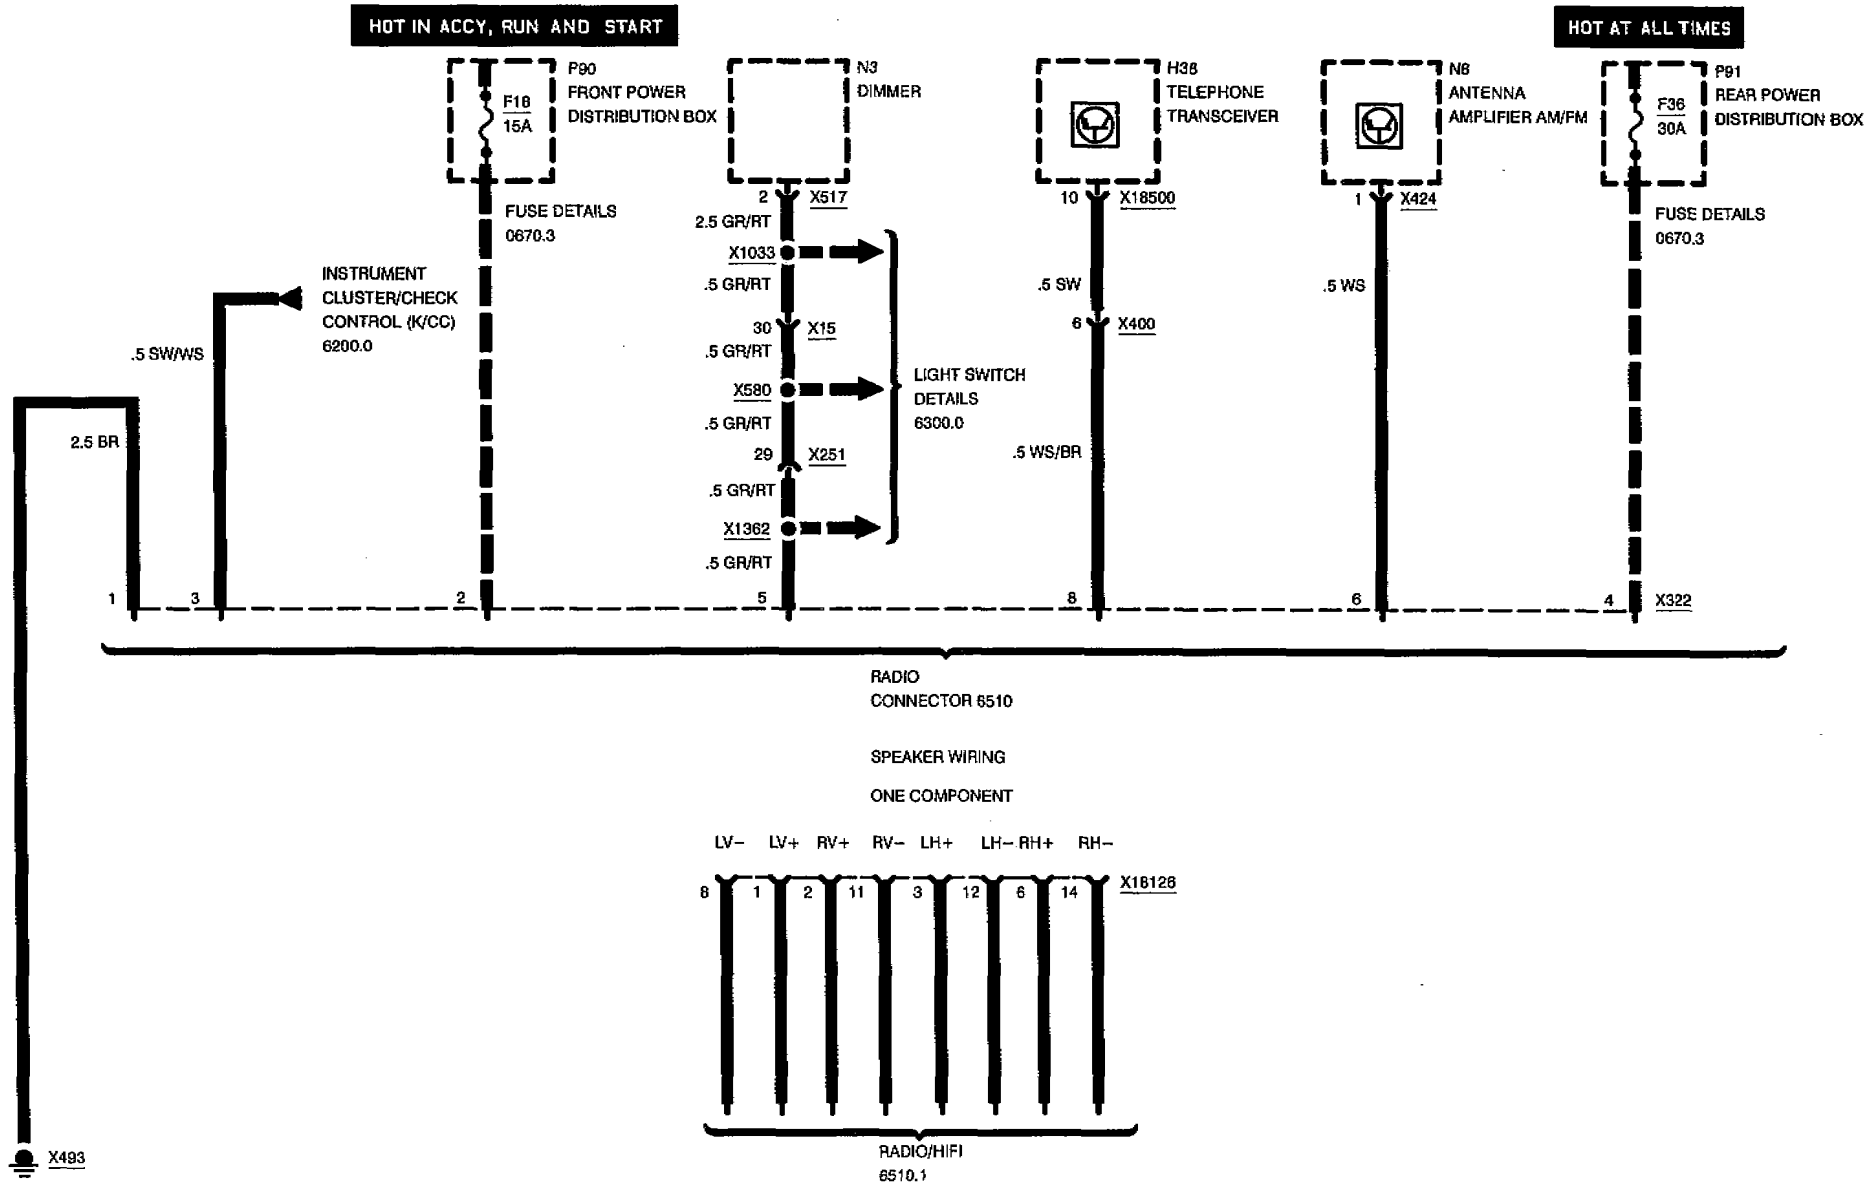 HOT IN ACCY, RUN AND START
HOT AT ALL TIMES
F18
15A
P90
FRONT POWER
DISTRIBUTION BOX
N3
DIMMER
H38
TELEPHONE
TRANSCEIVER
N6
ANTENNA
AMPLIFIER AM/FM
F36
30A
P91
REAR POWER
DISTRIBUTION BOX
FUSE DETAILS
0670.3
2 X517
10 X18500
1 X424
FUSE DETAILS
0670.3
2.5 GR/RT
X1033
.5 GR/RT
30 X15
.5 GR/RT
X580
.5 GR/RT
29 X251
.5 GR/RT
X1362
.5 GR/RT
LIGHT SWITCH
DETAILS
6300.0
.5 SW
6 X400
.5 WS/BR
.5 WS
INSTRUMENT
CLUSTER/CHECK
CONTROL (K/CC)
6200.0
.5 SW/WS
2.5 BR
1 3 2 5 8 6 4 X322
RADIO
CONNECTOR 6510
SPEAKER WIRING
ONE COMPONENT
LV– LV+ RV+ RV– LH+ LH– RH+ RH–
8 1 2 11 3 12 6 14 X18126
RADIO/HIFI
6510.1
X493